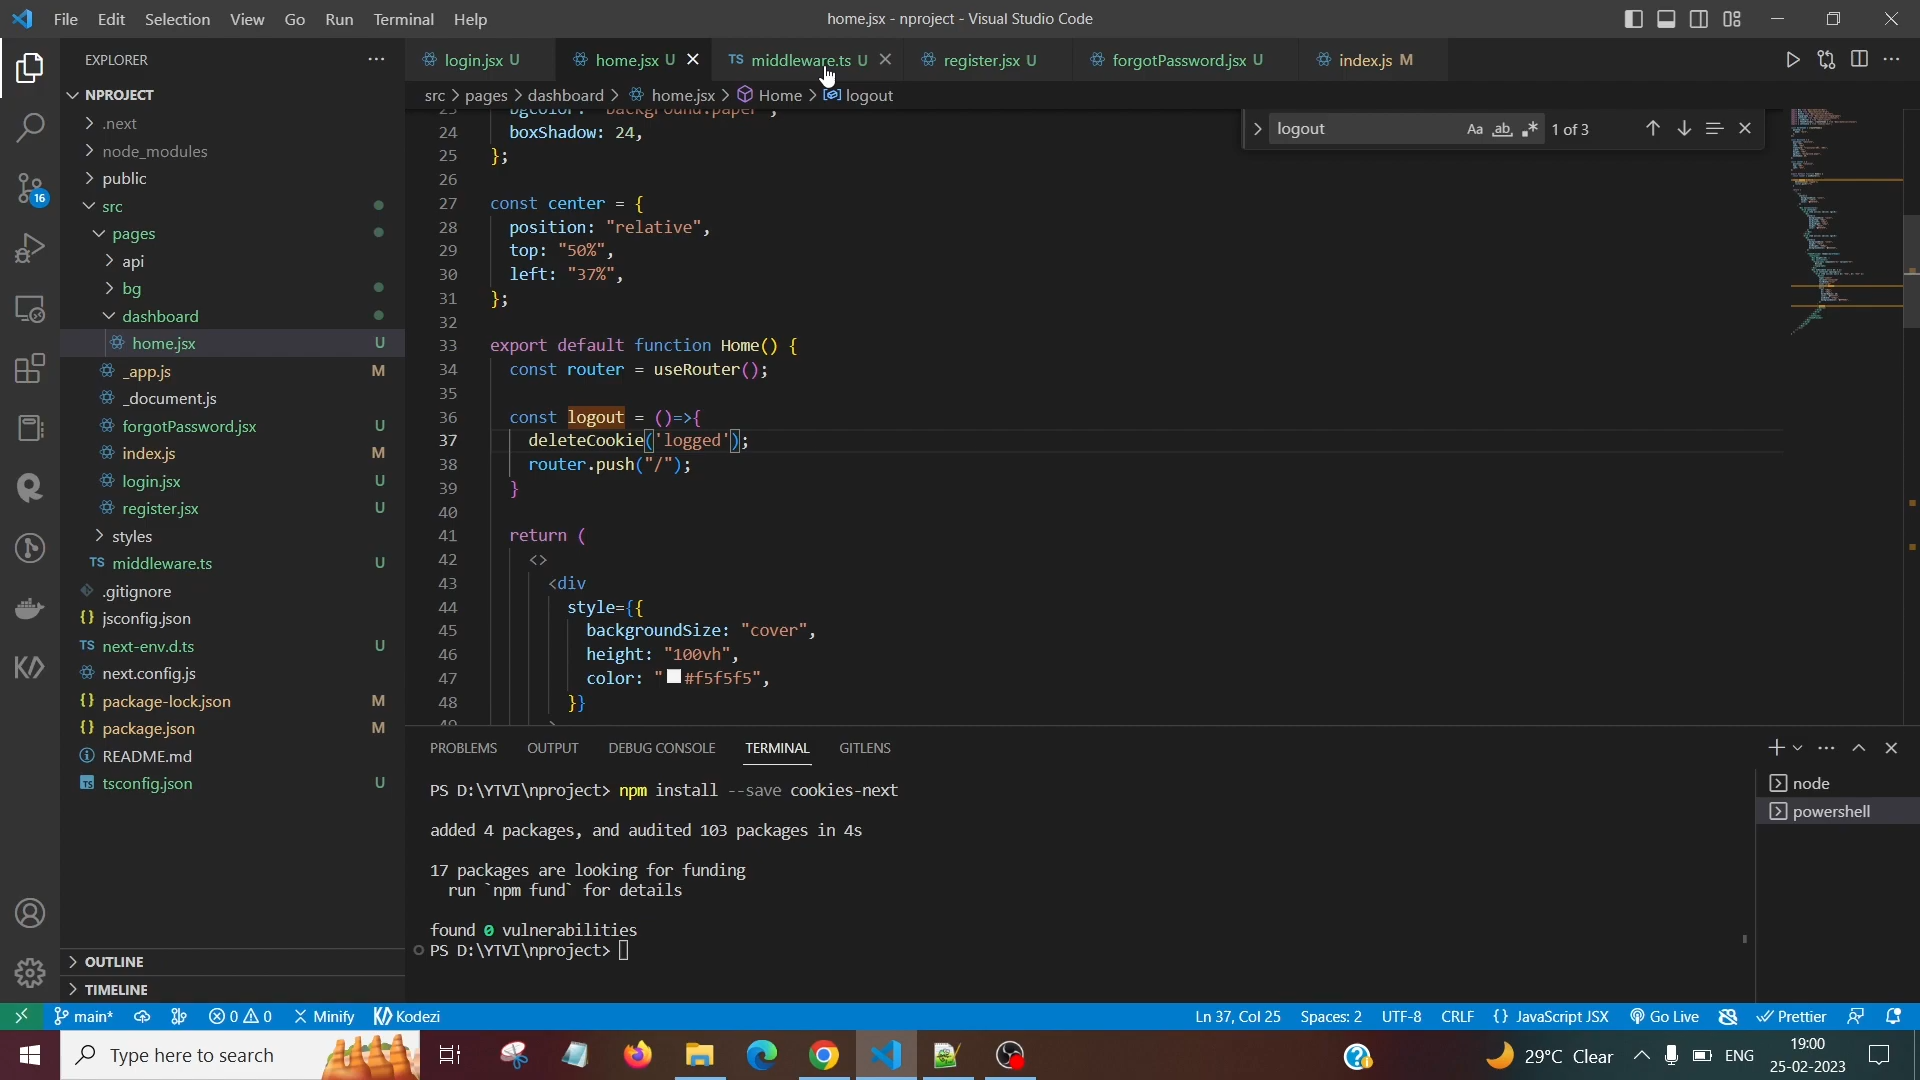 File Edit Selection View Go Run Terminal Help
home.jsx - nproject - Visual Studio Code
EXPLORER
NPROJECT
.next
node_modules
public
src
pages
api
bg
dashboard
home.jsx U
_app.js M
_document.js
forgotPassword.jsx U
index.js M
login.jsx U
register.jsx U
styles
TS middleware.ts U
.gitignore
{} jsconfig.json
TS next-env.d.ts U
next.config.js
{} package-lock.json M
{} package.json M
README.md
tsconfig.json U
OUTLINE
TIMELINE
16
login.jsx U
home.jsx U
TS middleware.ts U
register.jsx U
forgotPassword.jsx U
index.js M
src > pages > dashboard > home.jsx > Home > logout
logout
Aa ab 1 of 3
24 boxShadow: 24,
25 };
26
27 const center = {
28 position: "relative",
29 top: "50%",
30 left: "37%",
31 };
32
33 export default function Home() {
34 const router = useRouter();
35
36 const logout = ()=>{
37 deleteCookie('logged');
38 router.push("/");
39 }
40
41 return (
42 <>
43 <div
44 style={{
45 backgroundSize: "cover",
46 height: "100vh",
47 color: "#f5f5f5",
48 }}
PROBLEMS OUTPUT DEBUG CONSOLE TERMINAL GITLENS
PS D:\YTVI\nproject> npm install --save cookies-next
added 4 packages, and audited 103 packages in 4s
17 packages are looking for funding
run `npm fund` for details
found 0 vulnerabilities
PS D:\YTVI\nproject>
node
powershell
main* 0 0 Minify Kodezi
Ln 37, Col 25 Spaces: 2 UTF-8 CRLF {} JavaScript JSX Go Live Prettier
Type here to search
29°C Clear
ENG
19:00
25-02-2023